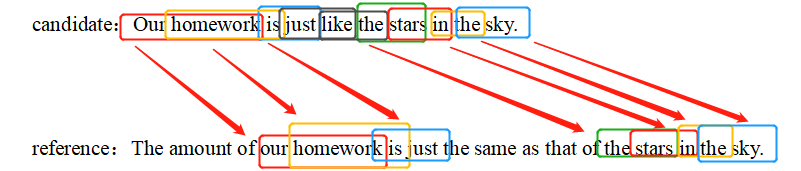 candidate：Our homework is just like the stars in the sky.
reference：The amount of our homework is just the same as that of the stars in the sky.